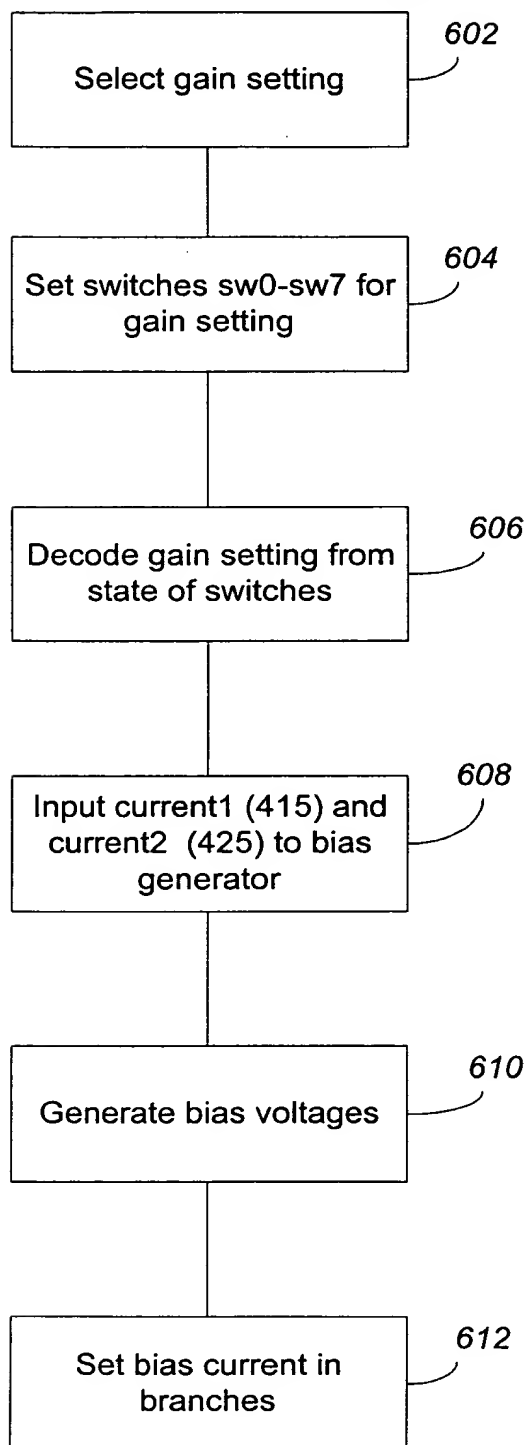 602
Select gain setting
604
Set switches sw0-sw7 for
gain setting
606
Decode gain setting from
state of switches
608
Input current1 (415) and
current2 (425) to bias
generator
610
Generate bias voltages
612
Set bias current in
branches